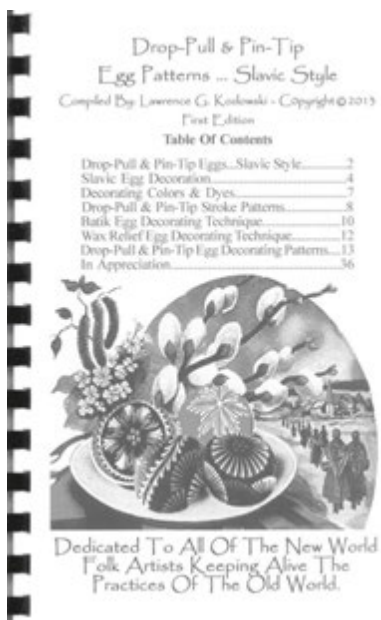 Drop-Pull & Pin-Tip
Egg Patterns ... Slavic Style
Compiled By: Lawrence G. Kozlowski - Copyright © 2013
First Edition
Table Of Contents
Drop-Pull & Pin-Tip Eggs...Slavic Style..........2
Slavic Egg Decoration..........4
Decorating Colors & Dyes..........7
Drop-Pull & Pin-Tip Stroke Patterns..........8
Batik Egg Decorating Technique..........10
Wax Relief Egg Decorating Technique..........12
Drop-Pull & Pin-Tip Egg Decorating Patterns....13
In Appreciation..........36
Dedicated To All Of The New World
Folk Artists Keeping Alive The
Practices Of The Old World.